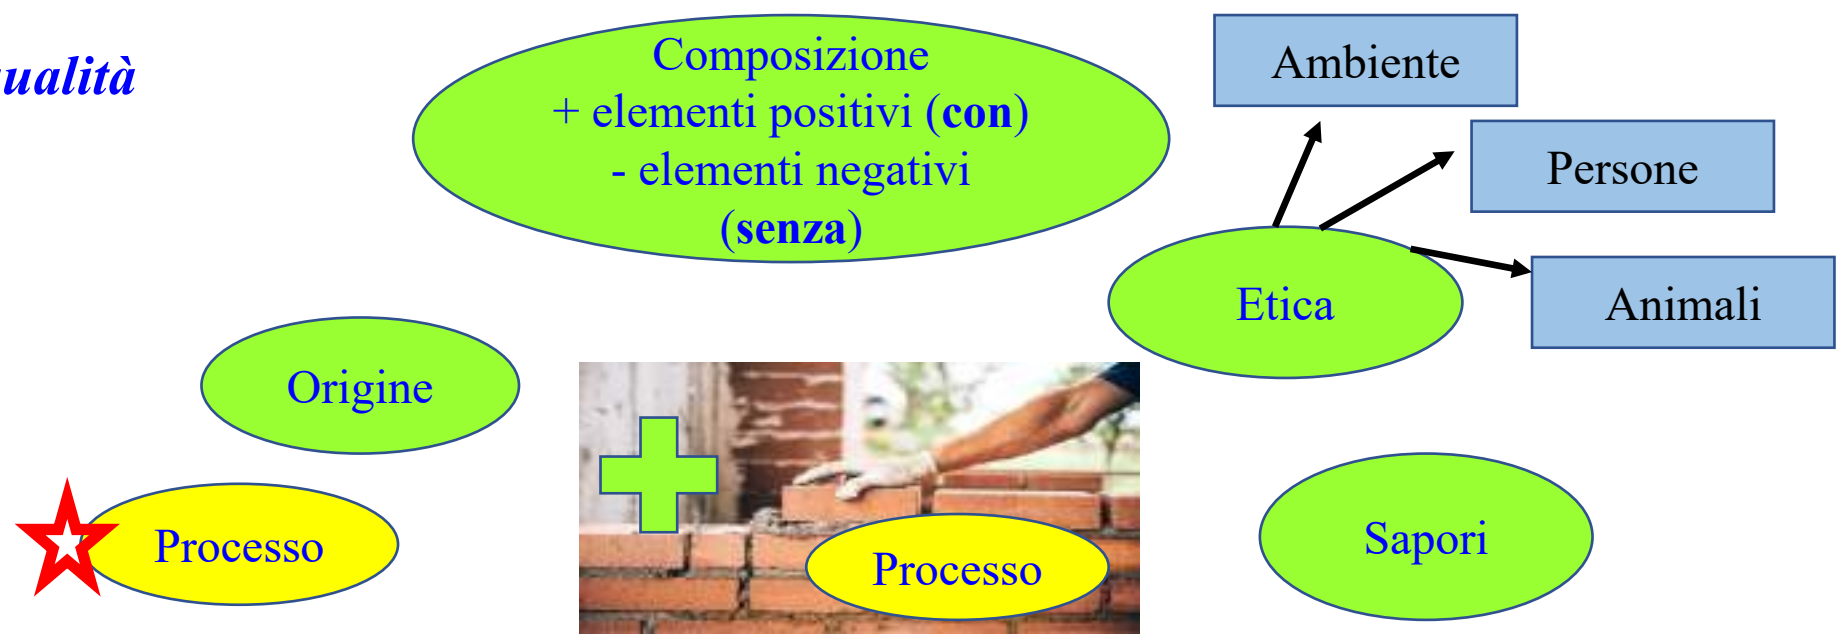 ualità
Composizione
+ elementi positivi (con)
- elementi negativi
(senza)
Ambiente
Persone
Etica
Animali
Origine
Processo
Processo
Sapori